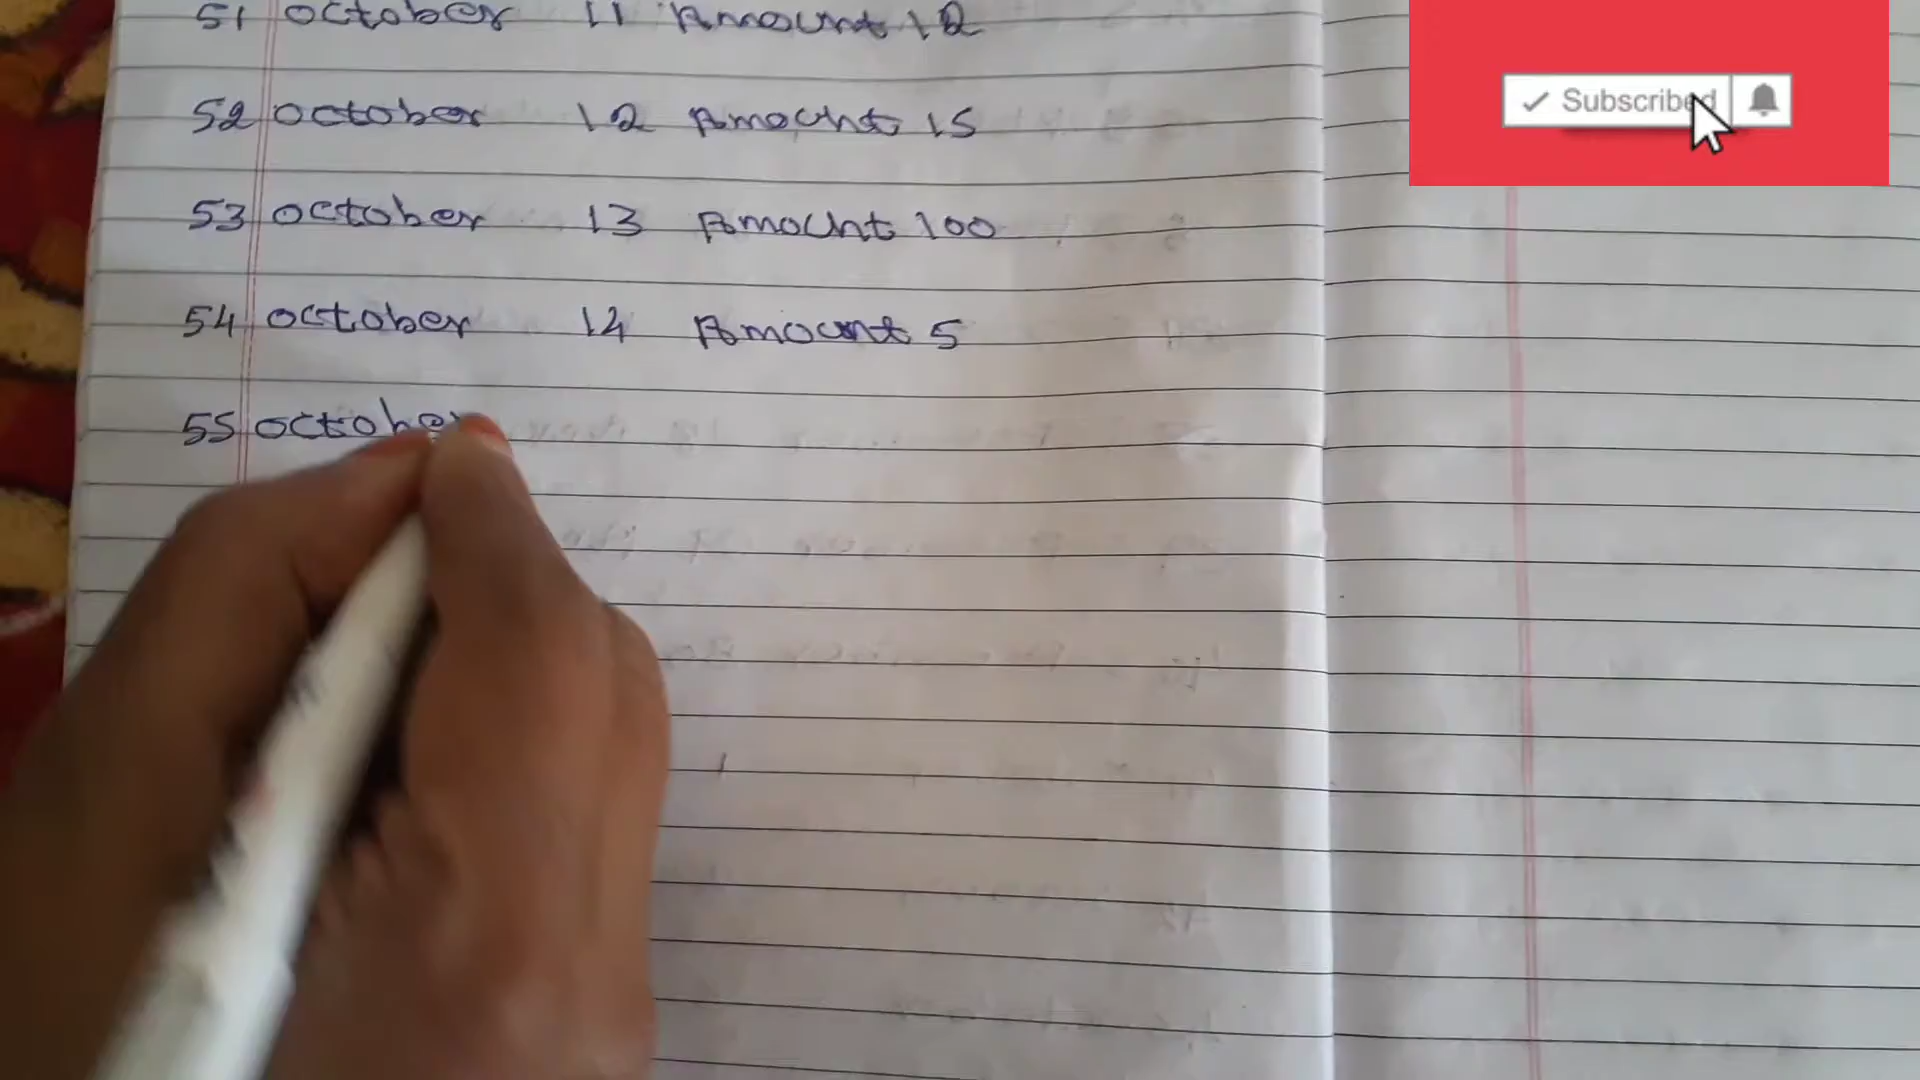 51 october 11 Amount 12
52 october 12 Amount 15
53 october 13 Amount 100
54 october 14 Amount 5
55 october
Subscribed